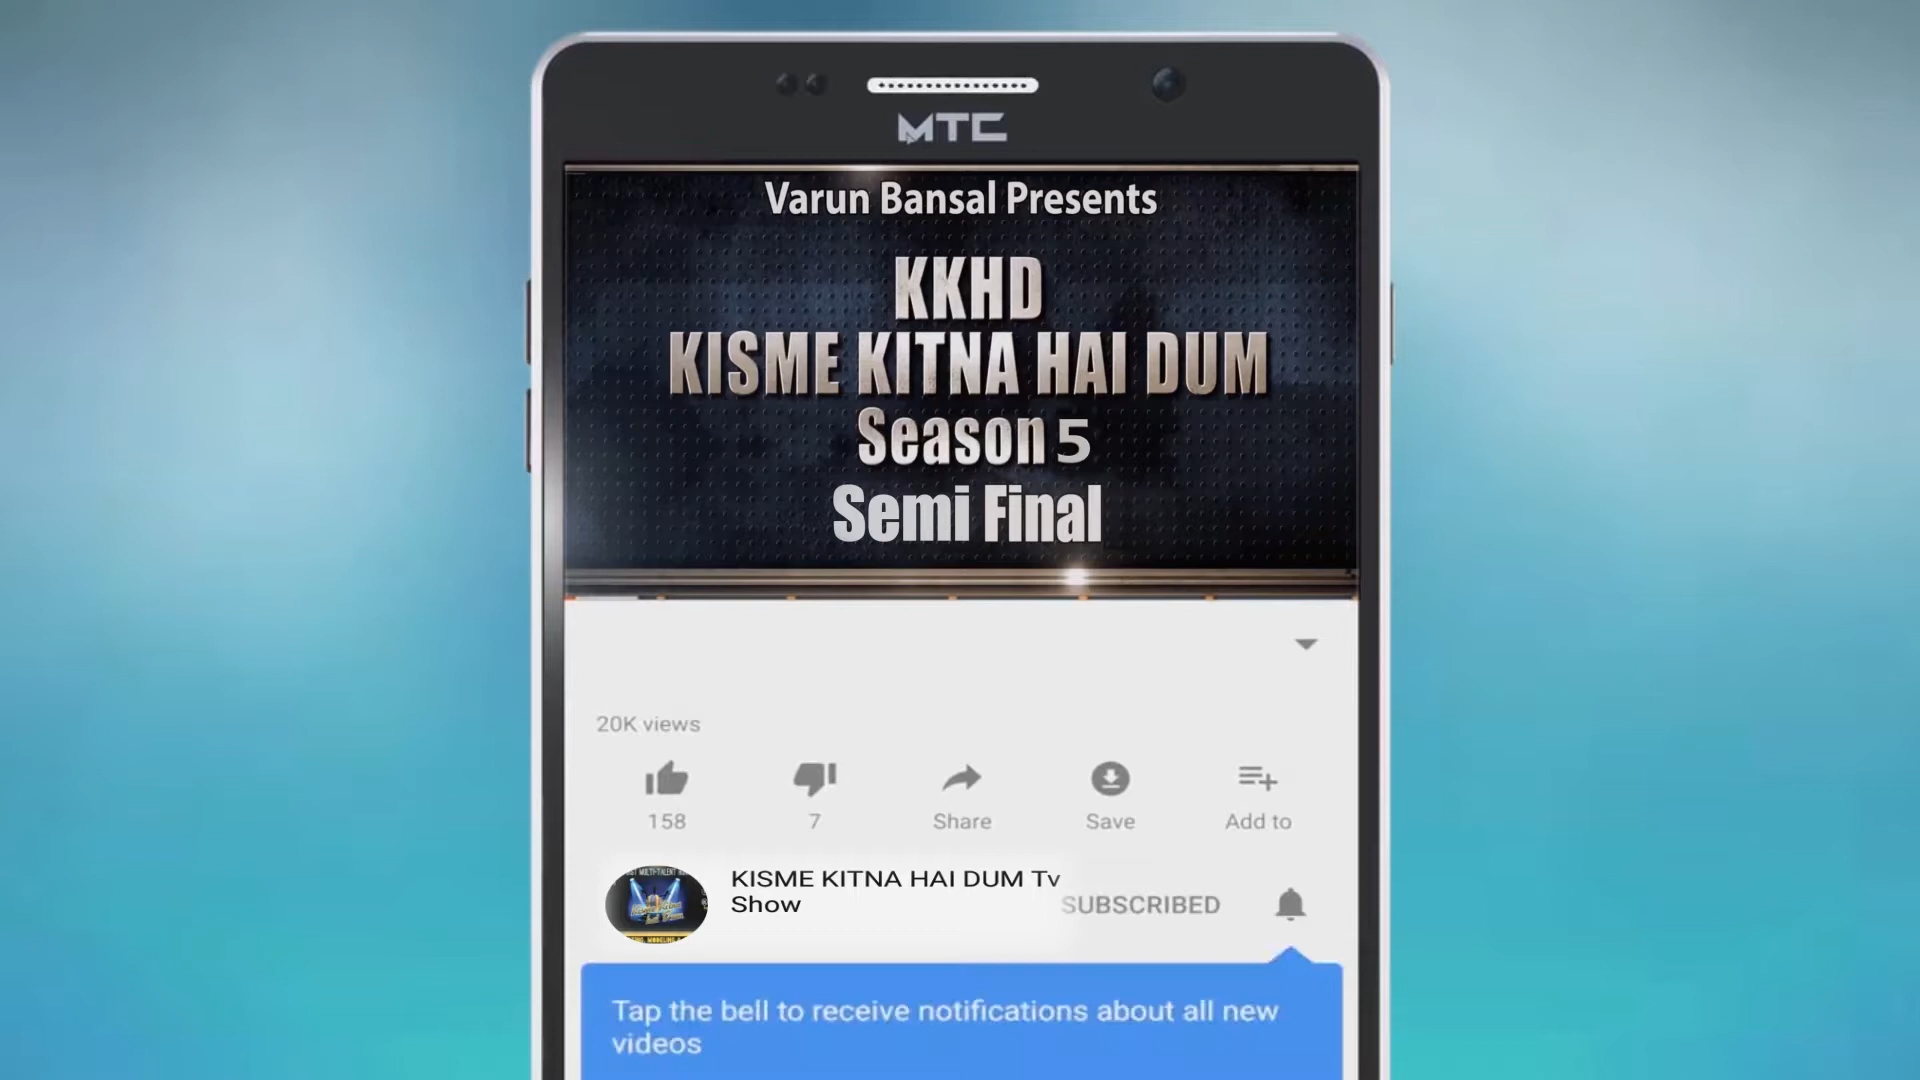 MTC
Varun Bansal Presents
KKHD
KISME KITNA HAI DUM
Season 5
Semi Final
20K views
158
7
Share
Save
Add to
KISME KITNA HAI DUM Tv
Show
SUBSCRIBED
Tap the bell to receive notifications about all new
videos